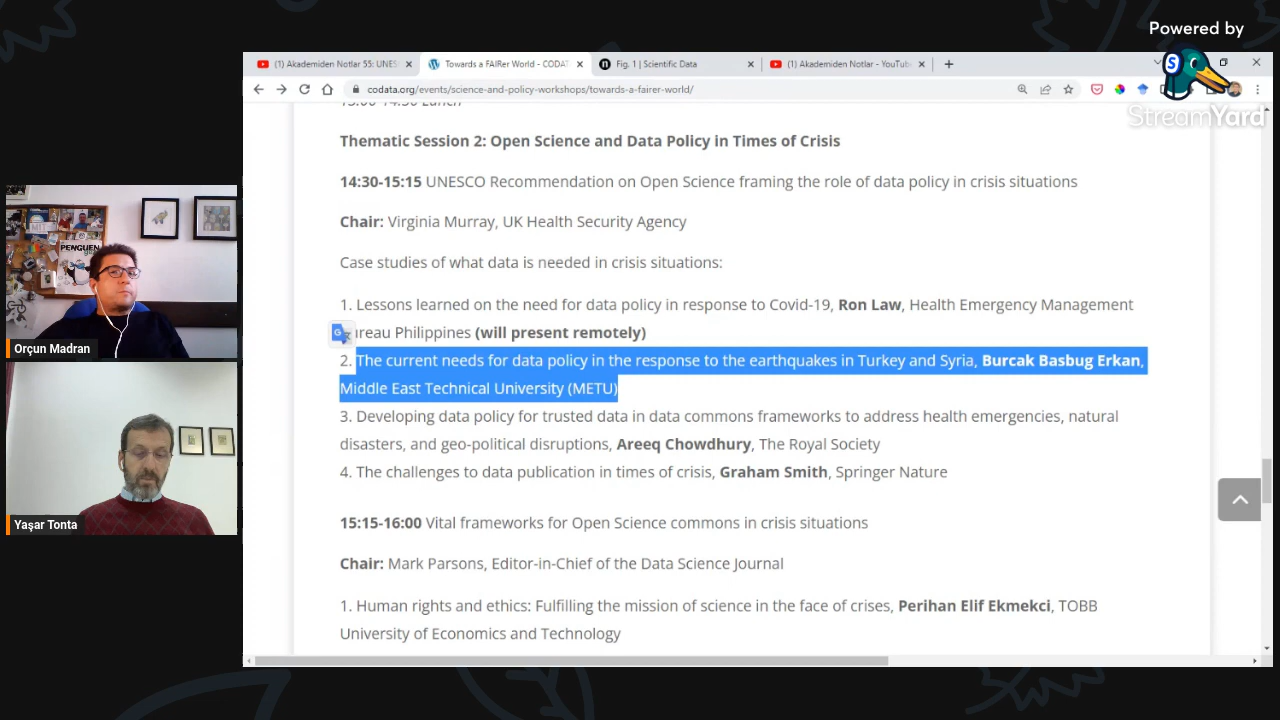 Powered by
StreamYard
(1) Akademiden Notlar 55: UNES
Towards a FAIRer World - CODAT
Fig. 1 | Scientific Data
(1) Akademiden Notlar - YouTub
codata.org/events/science-and-policy-workshops/towards-a-fairer-world/
13:00-14:30 Lunch
Thematic Session 2: Open Science and Data Policy in Times of Crisis
14:30-15:15 UNESCO Recommendation on Open Science framing the role of data policy in crisis situations
Chair: Virginia Murray, UK Health Security Agency
Case studies of what data is needed in crisis situations:
1. Lessons learned on the need for data policy in response to Covid-19, Ron Law, Health Emergency Management
reau Philippines (will present remotely)
2. The current needs for data policy in the response to the earthquakes in Turkey and Syria, Burcak Basbug Erkan,
Middle East Technical University (METU)
3. Developing data policy for trusted data in data commons frameworks to address health emergencies, natural
disasters, and geo-political disruptions, Areeq Chowdhury, The Royal Society
4. The challenges to data publication in times of crisis, Graham Smith, Springer Nature
15:15-16:00 Vital frameworks for Open Science commons in crisis situations
Chair: Mark Parsons, Editor-in-Chief of the Data Science Journal
1. Human rights and ethics: Fulfilling the mission of science in the face of crises, Perihan Elif Ekmekci, TOBB
University of Economics and Technology
MIT
PENGUEN
Orçun Madran
Yaşar Tonta